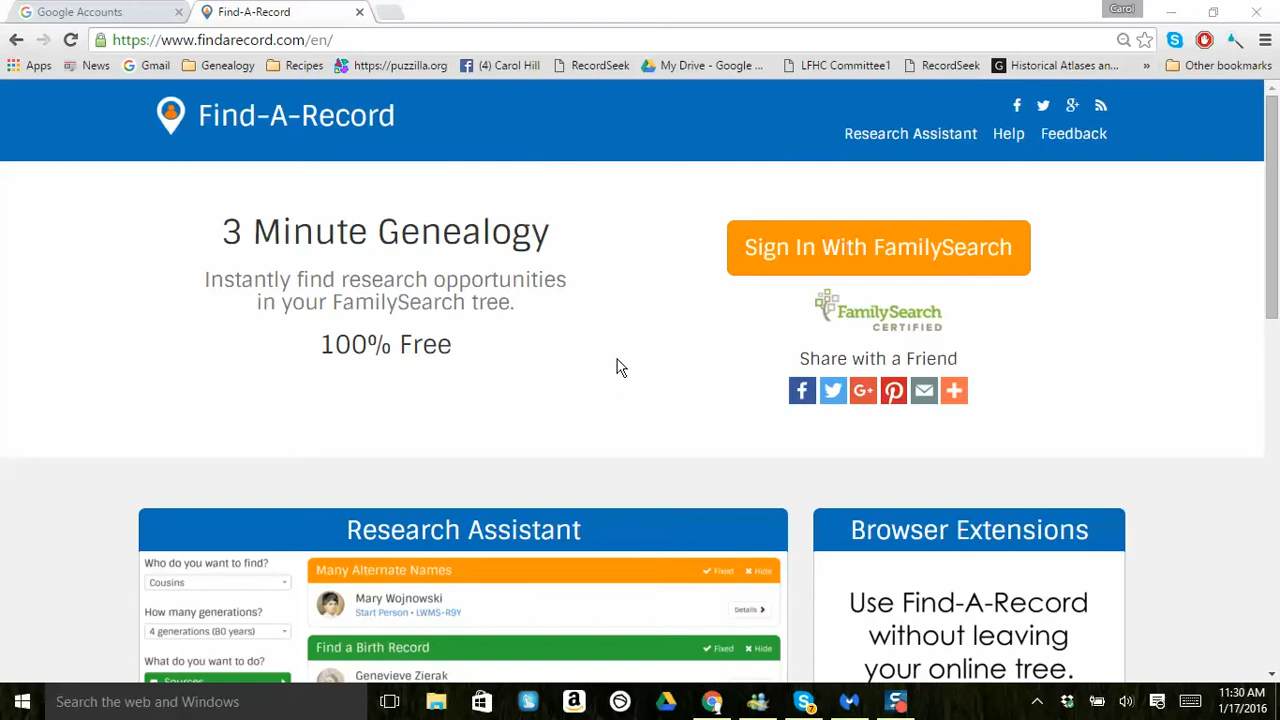 Google Accounts
Find-A-Record
Carol
https://www.findarecord.com/en/
Apps
News
Gmail
Genealogy
Recipes
https://puzzilla.org
(4) Carol Hill
RecordSeek
My Drive - Google ...
LFHC Committee1
RecordSeek
Historical Atlases an...
»
Other bookmarks
Find-A-Record
Research Assistant
Help
Feedback
3 Minute Genealogy
Instantly find research opportunities
in your FamilySearch tree.
100% Free
Sign In With FamilySearch
FamilySearch
CERTIFIED
Share with a Friend
Research Assistant
Who do you want to find?
Cousins
How many generations?
4 generations (80 years)
What do you want to do?
Sources
Many Alternate Names
Fixed
Hide
Mary Wojnowski
Start Person • LWMS-R9Y
Details
Find a Birth Record
Fixed
Hide
Genevieve Zierak
Browser Extensions
Use Find-A-Record
without leaving
your online tree.
Search the web and Windows
11:30 AM
1/17/2016